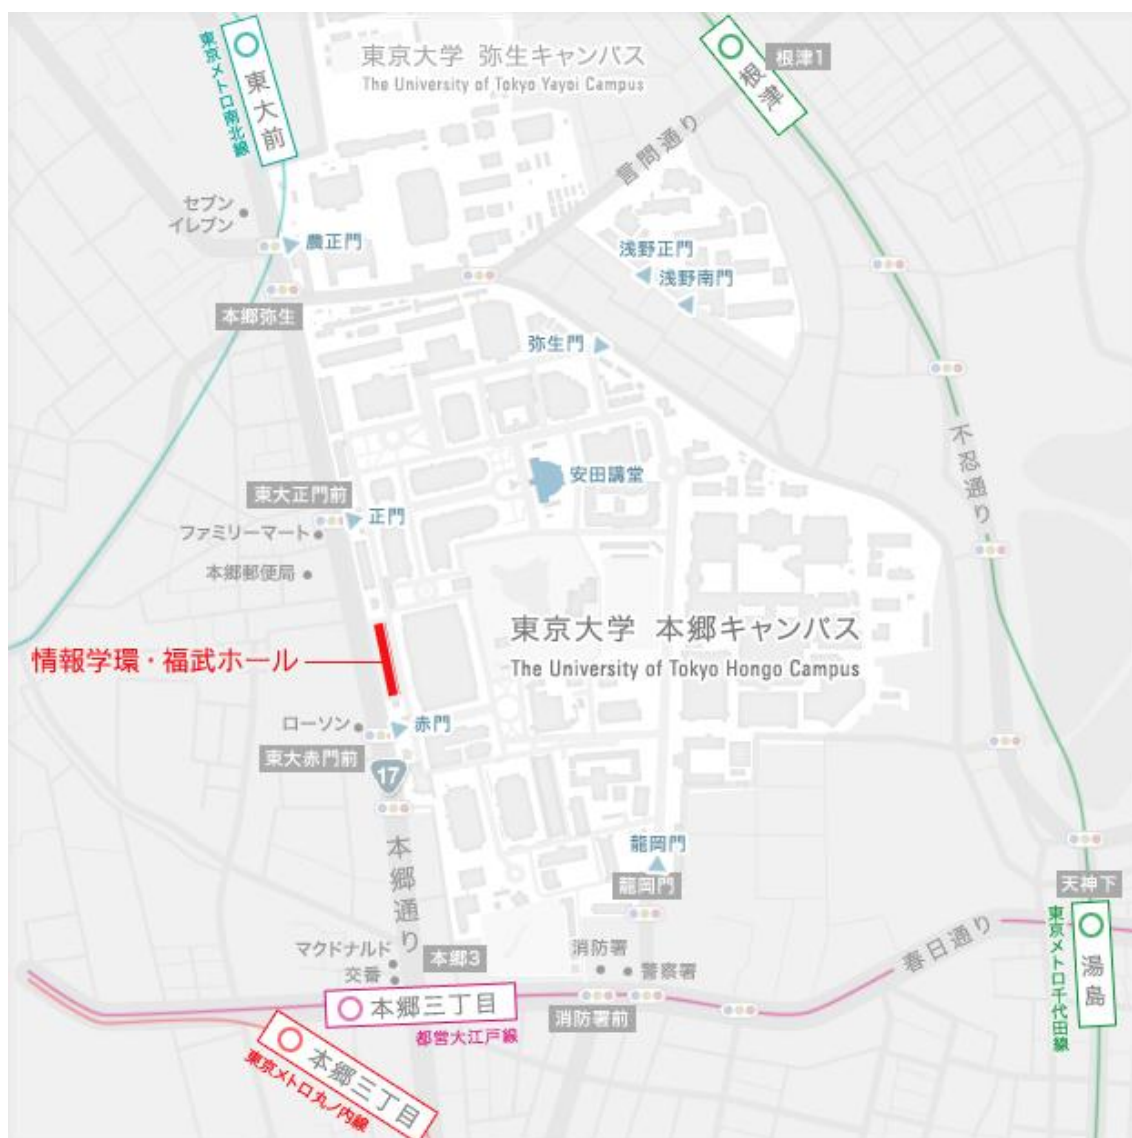 東大前
東京メトロ南北線
東京大学 弥生キャンパス
The University of Tokyo Yayoi Campus
根津
根津1
言問通り
セブン
イレブン
農正門
浅野正門
浅野南門
本郷弥生
弥生門
不忍通り
安田講堂
東大正門前
正門
ファミリーマート
本郷郵便局
東京大学 本郷キャンパス
The University of Tokyo Hongo Campus
情報学環・福武ホール
ローソン
赤門
東大赤門前
17
本郷通り
龍岡門
龍岡門
天神下
湯島
東京メトロ千代田線
春日通り
マクドナルド
交番
本郷3
消防署
警察署
本郷三丁目
都営大江戸線
消防署前
本郷三丁目
東京メトロ丸ノ内線